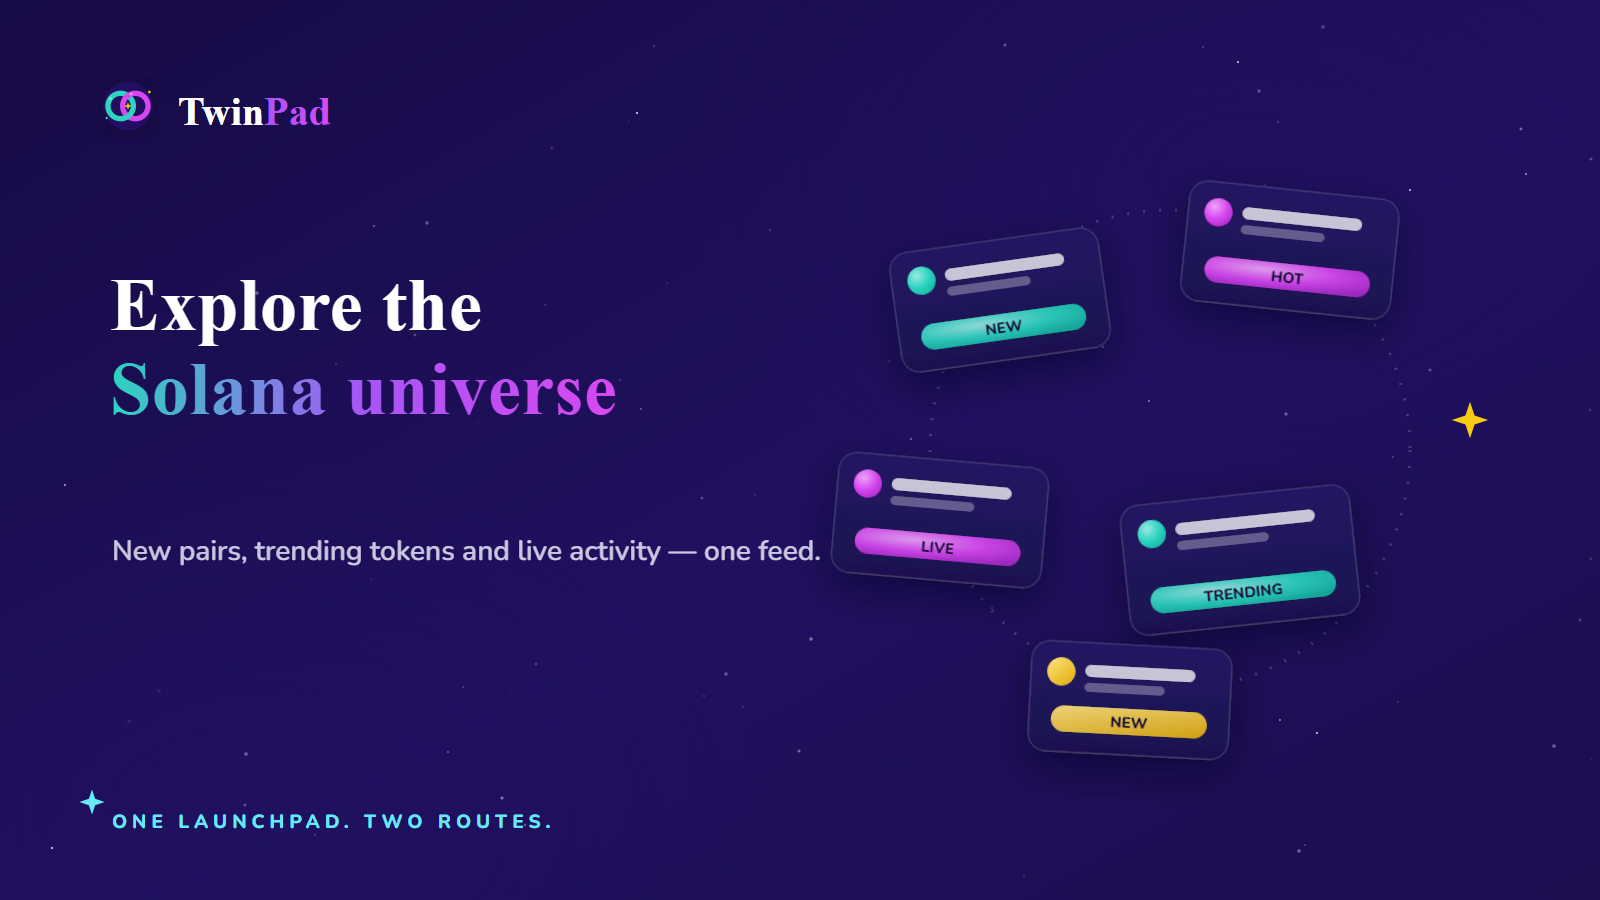 TwinPad
Explore the
Solana universe
New pairs, trending tokens and live activity — one feed.
NEW
HOT
LIVE
TRENDING
NEW
ONE LAUNCHPAD. TWO ROUTES.